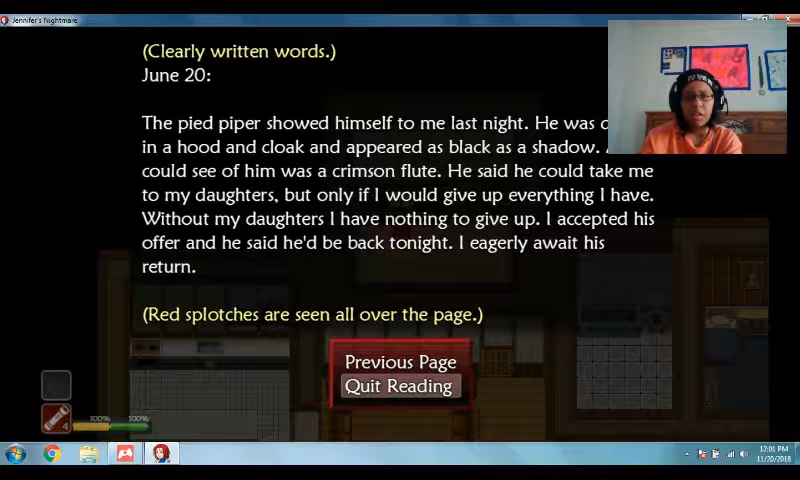 Jennifer's Nightmare
(Clearly written words.)
June 20:
The pied piper showed himself to me last night. He was
in a hood and cloak and appeared as black as a shadow.
could see of him was a crimson flute. He said he could take me
to my daughters, but only if I would give up everything I have.
Without my daughters I have nothing to give up. I accepted his
offer and he said he'd be back tonight. I eagerly await his
return.
(Red splotches are seen all over the page.)
Previous Page
Quit Reading
4
100%
100%
12:01 PM
11/20/2018